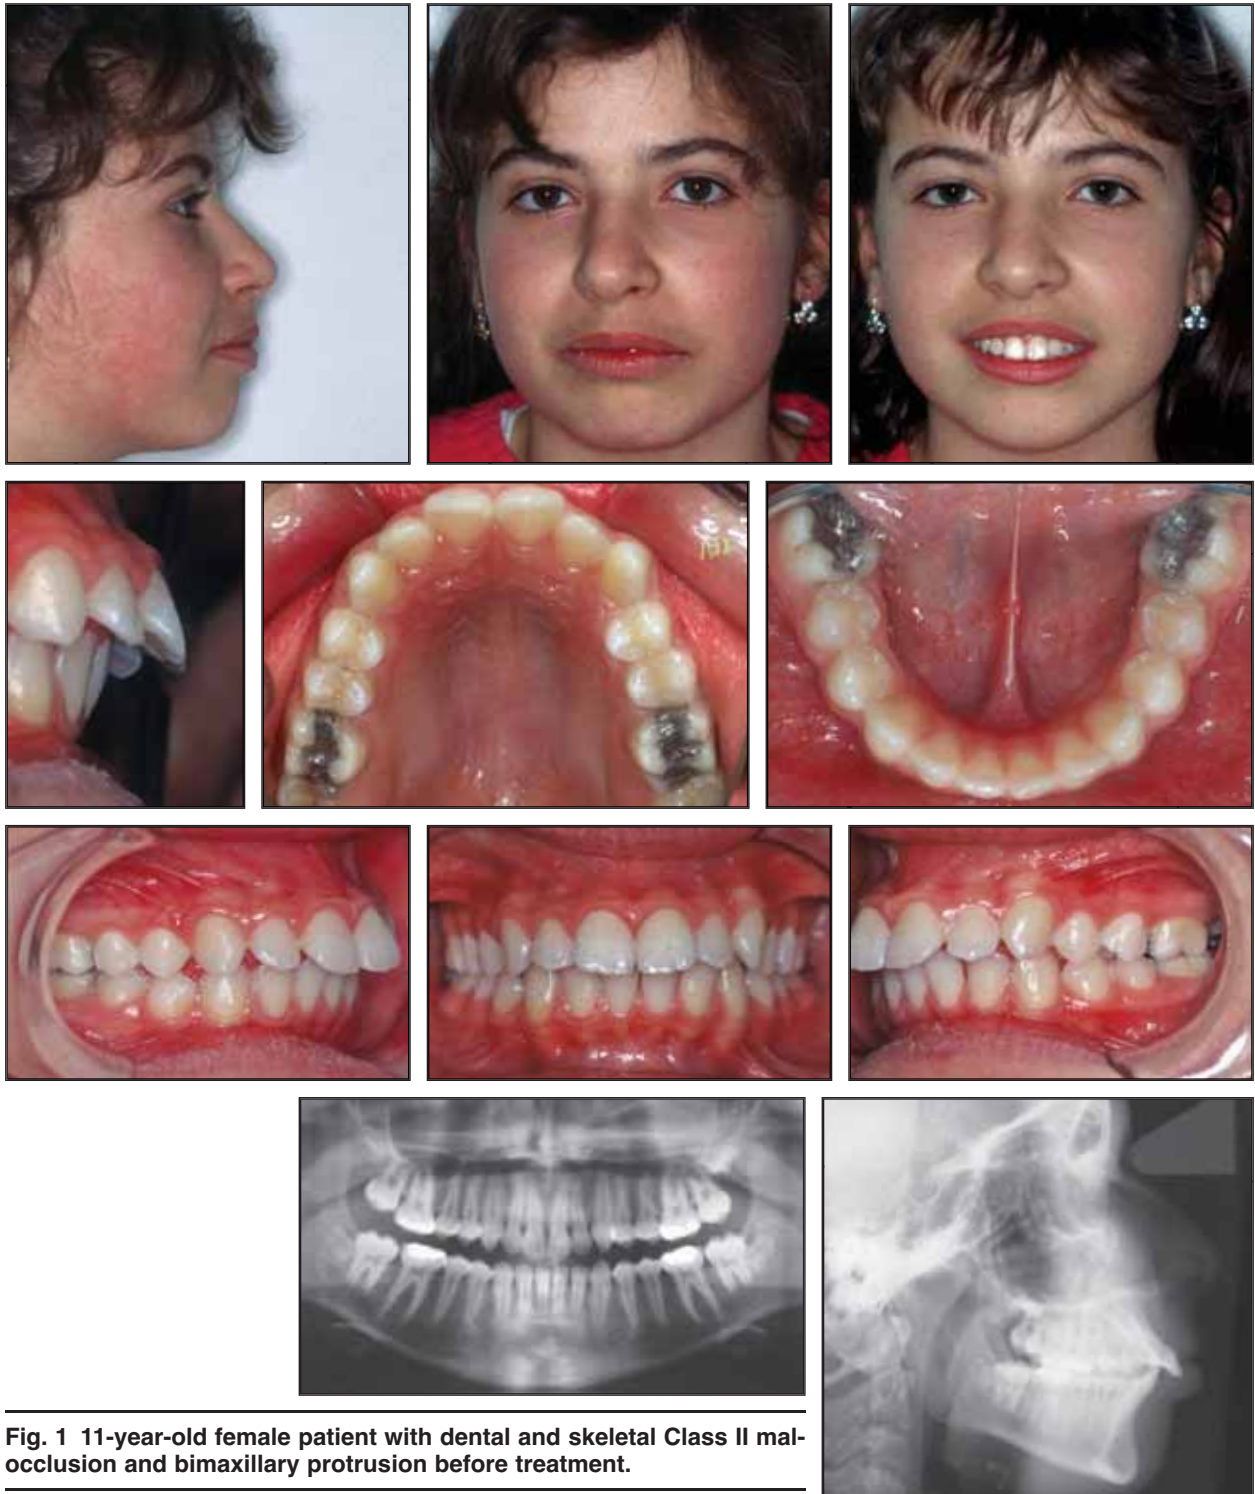 Fig. 1 11-year-old female patient with dental and skeletal Class II mal-
occlusion and bimaxillary protrusion before treatment.